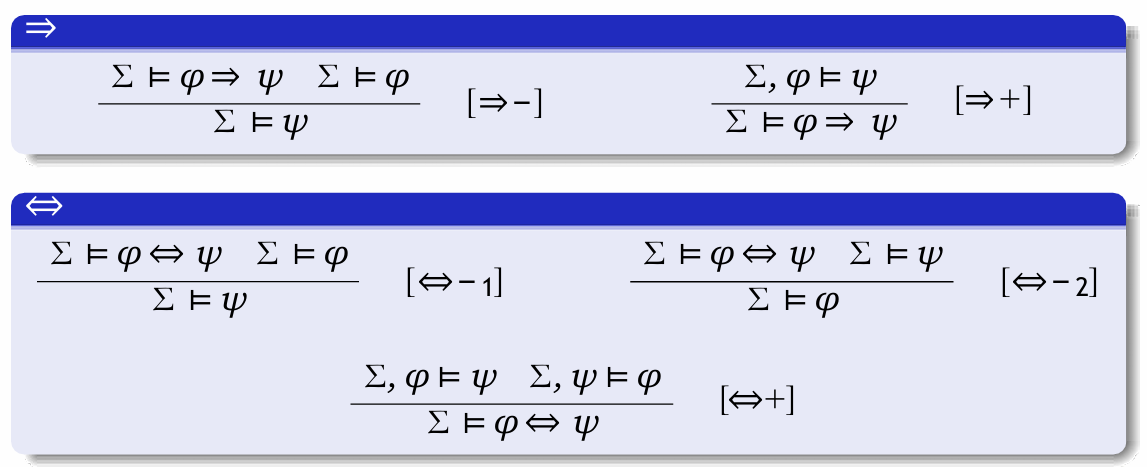 ⇒
Σ ⊨ φ ⇒ ψ   Σ ⊨ φ
Σ ⊨ ψ
[⇒−]
Σ, φ ⊨ ψ
Σ ⊨ φ ⇒ ψ
[⇒+]
⇔
Σ ⊨ φ ⇔ ψ   Σ ⊨ φ
Σ ⊨ ψ
[⇔− 1]
Σ ⊨ φ ⇔ ψ   Σ ⊨ ψ
Σ ⊨ φ
[⇔− 2]
Σ, φ ⊨ ψ   Σ, ψ ⊨ φ
Σ ⊨ φ ⇔ ψ
[⇔+]